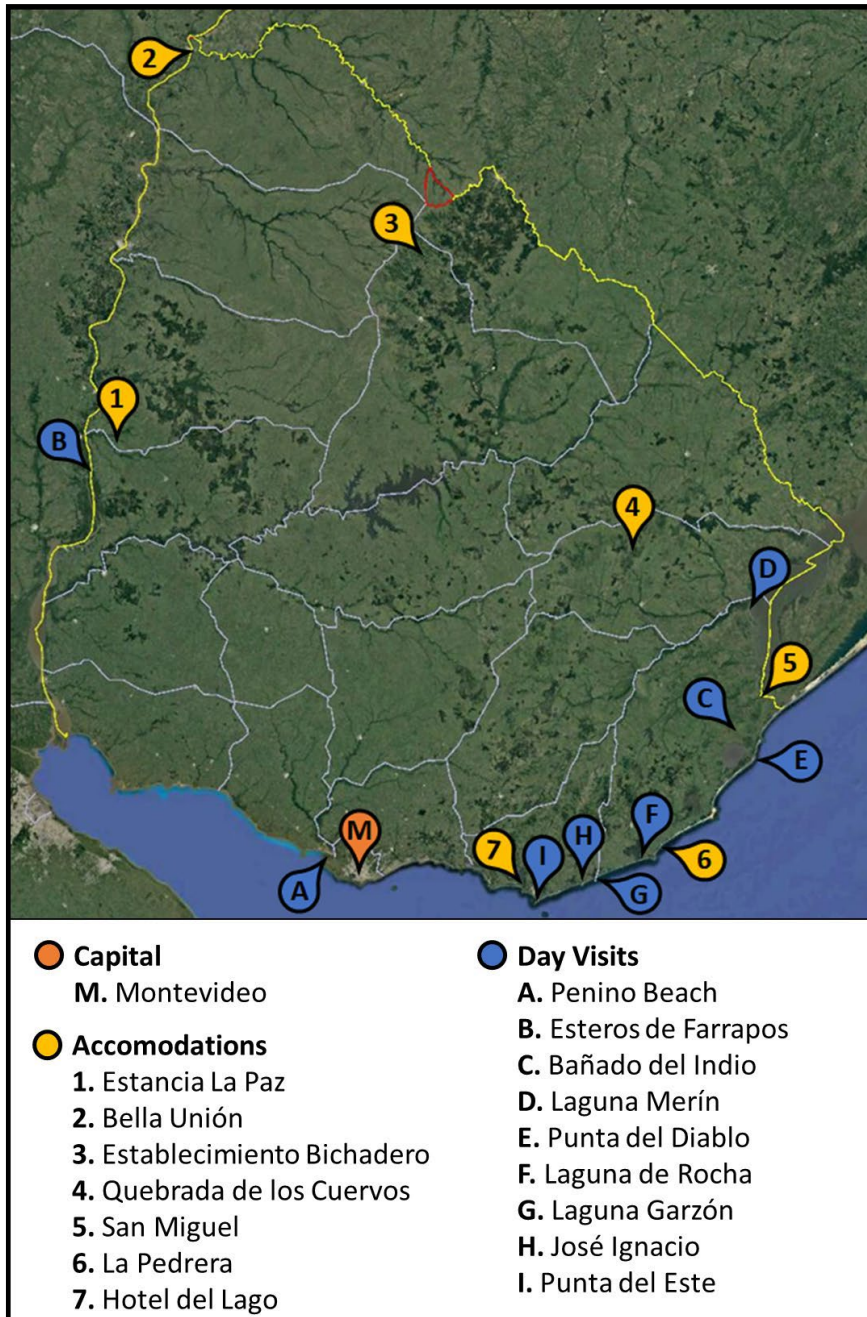 2
3
1
B
4
D
5
C
E
M
F
H
7
I
6
A
G
Capital
M. Montevideo
Accomodations
1. Estancia La Paz
2. Bella Unión
3. Establecimiento Bichadero
4. Quebrada de los Cuervos
5. San Miguel
6. La Pedrera
7. Hotel del Lago
Day Visits
A. Penino Beach
B. Esteros de Farrapos
C. Bañado del Indio
D. Laguna Merín
E. Punta del Diablo
F. Laguna de Rocha
G. Laguna Garzón
H. José Ignacio
I. Punta del Este